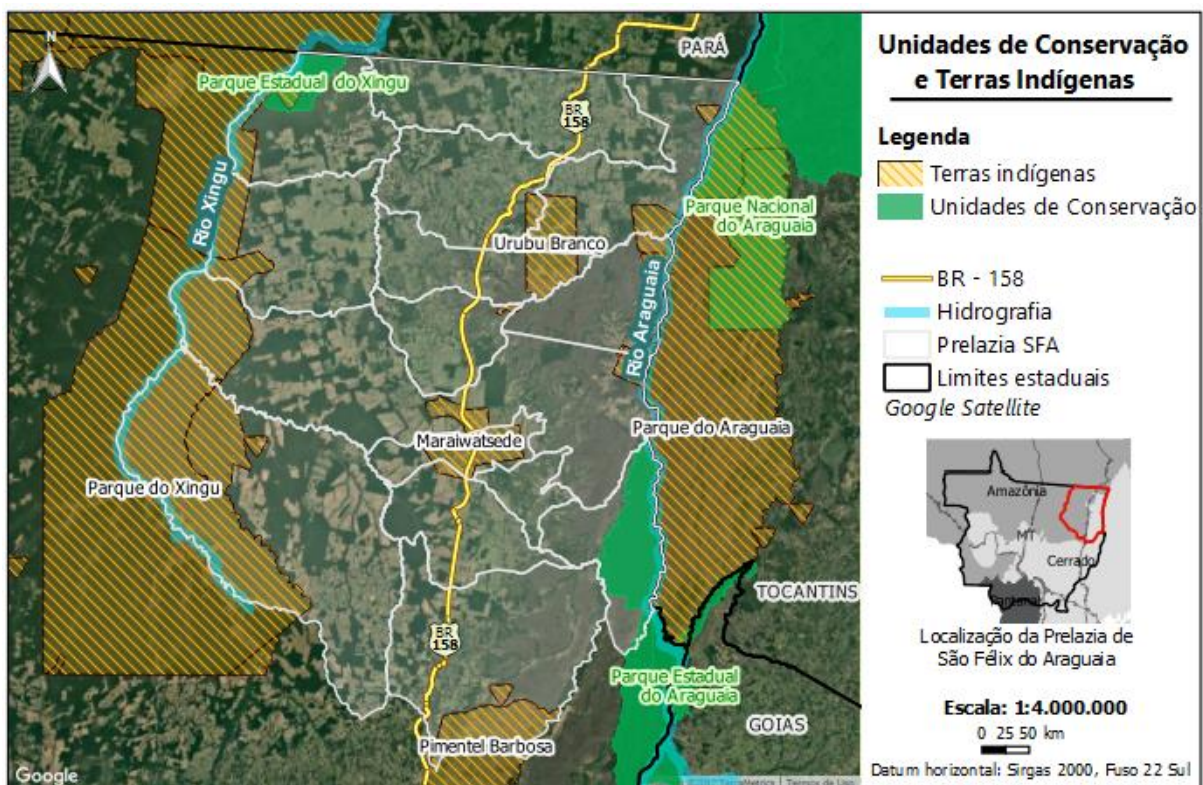 N
PARÁ
Parque Estadual do Xingu
BR
158
Rio Xingu
Parque Nacional
do Araguaia
Urubu Branco
Rio Araguaia
Maraiwatsede
Parque do Araguaia
Parque do Xingu
TOCANTINS
BR
158
Parque Estadual
do Araguaia
GOIAS
Pimentel Barbosa
Google
Unidades de Conservação
e Terras Indígenas
Legenda
Terras indígenas
Unidades de Conservação
BR - 158
Hidrografia
Prelazia SFA
Limites estaduais
Google Satellite
Amazônia
MT
Cerrado
Localização da Prelazia de
São Félix do Araguaia
Escala: 1:4.000.000
0 25 50 km
Datum horizontal: Sirgas 2000, Fuso 22 Sul